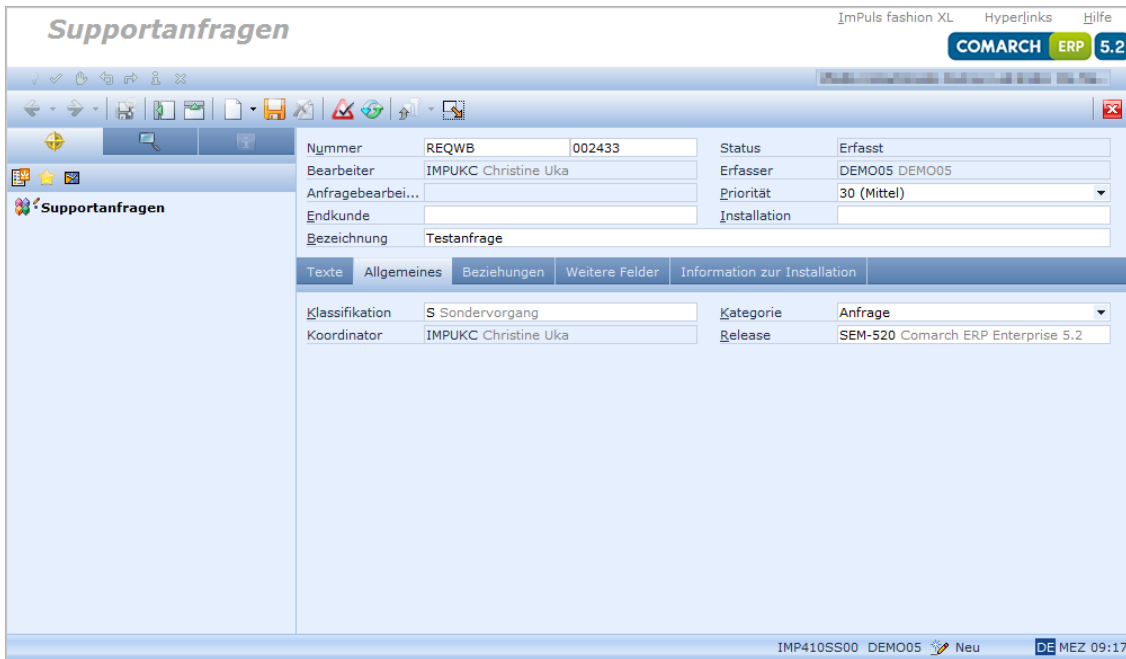 Supportanfragen
ImPuls fashion XL Hyperlinks Hilfe
COMARCH ERP 5.2
Nummer REQWB 002433 Status Erfasst
Bearbeiter IMPUKC Christine Uka Erfasser DEMO05 DEMO05
Anfragebearbei... Priorität 30 (Mittel)
Endkunde Installation
Bezeichnung Testanfrage
Supportanfragen
Texte Allgemeines Beziehungen Weitere Felder Information zur Installation
Klassifikation S Sondervorgang Kategorie Anfrage
Koordinator IMPUKC Christine Uka Release SEM-520 Comarch ERP Enterprise 5.2
IMP410SS00 DEMO05 Neu DE MEZ 09:17